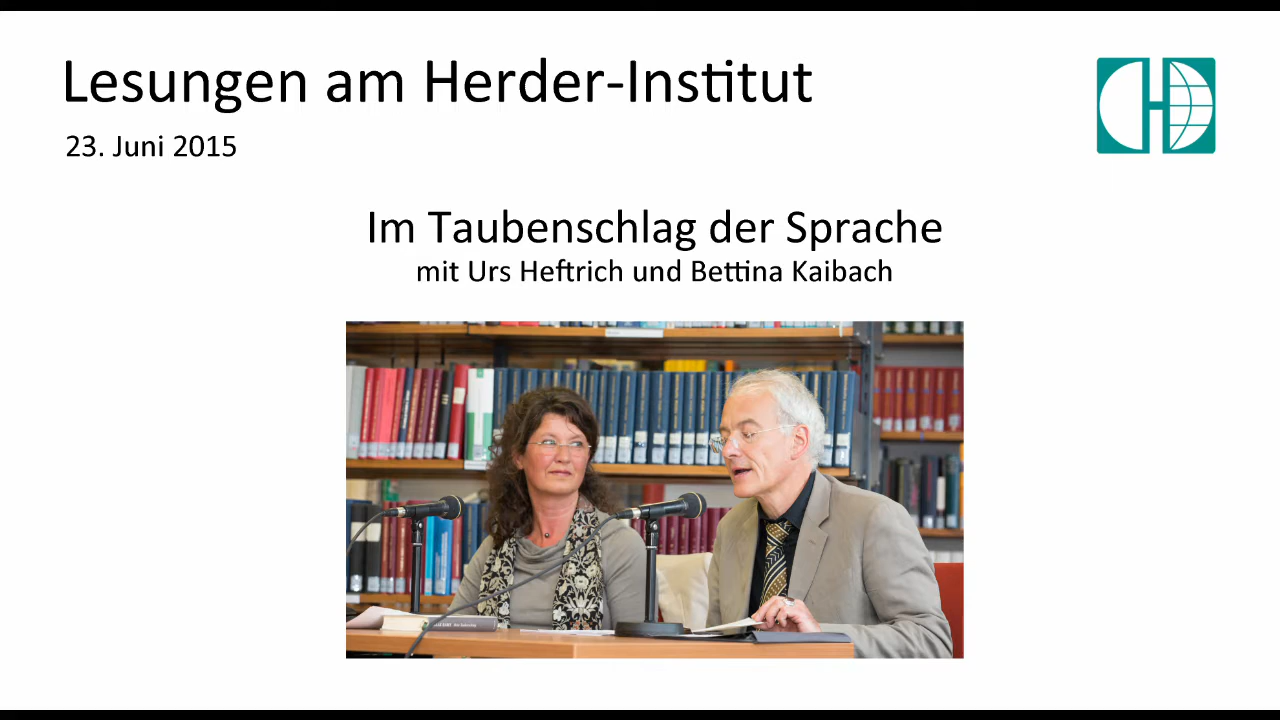 Lesungen am Herder-Institut
23. Juni 2015
Im Taubenschlag der Sprache
mit Urs Heftrich und Bettina Kaibach